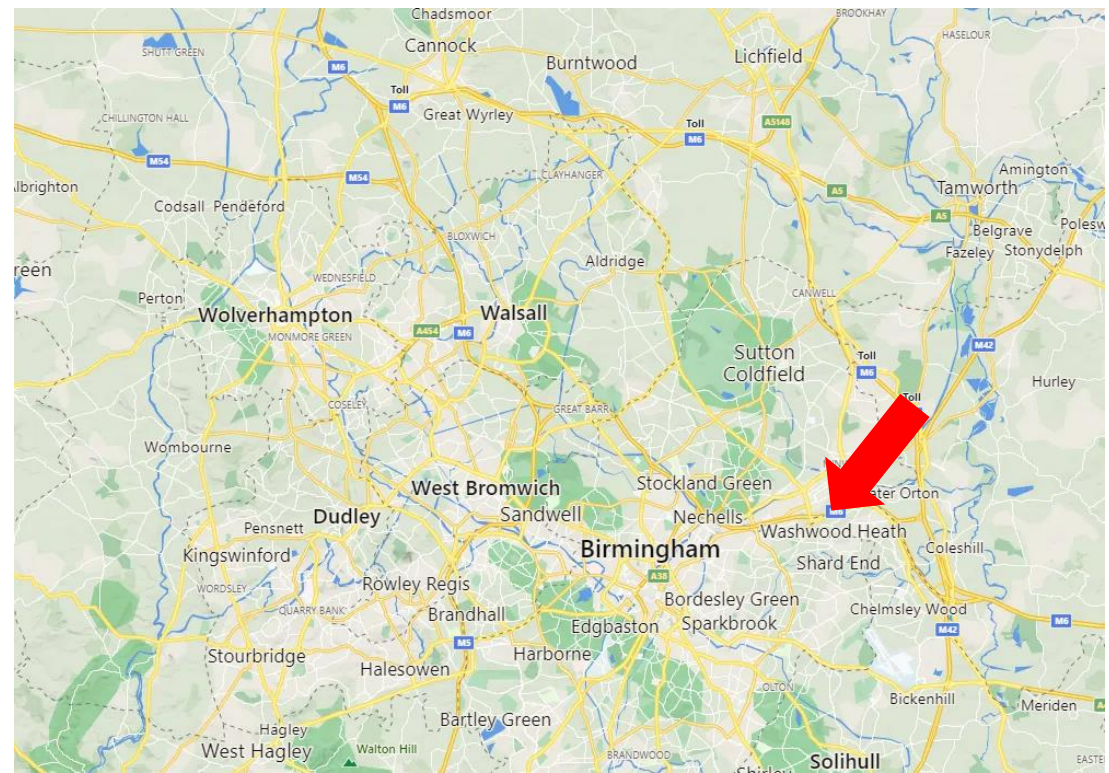 Chadsmoor
BROOKHAY
Cannock
Lichfield
HASELOUR
SHUTT GREEN
Burntwood
M6
Toll
M6
Great Wyrley
CHILLINGTON HALL
Toll
M6
A5148
M54
M54
CLAYHANGER
A5
Amington
Tamworth
Codsall Pendeford
A5
Belgrave
BLOXWICH
Fazeley Stonydelph
Aldridge
WEDNESFIELD
CANWELL
Perton
Wolverhampton
Walsall
MONMORE GREEN
A454
M6
M42
Sutton
Coldfield
Toll
M6
Hurley
Toll
COSELEY
GREAT BARR
Wombourne
West Bromwich
Stockland Green
Dudley
Sandwell
Nechells
M6
Pensnett
Washwood Heath
Kingswinford
Birmingham
Coleshill
Shard End
A38
WORDSLEY
Rowley Regis
QUARRY BANK
Brandhall
Bordesley Green
Chelmsley Wood
Edgbaston
Sparkbrook
M6
M42
M5
Stourbridge
Harborne
Halesowen
OLTON
Bickenhill
Meriden
Bartley Green
Hagley
West Hagley
Walton Hill
BRANDWOOD
Solihull
Shirley